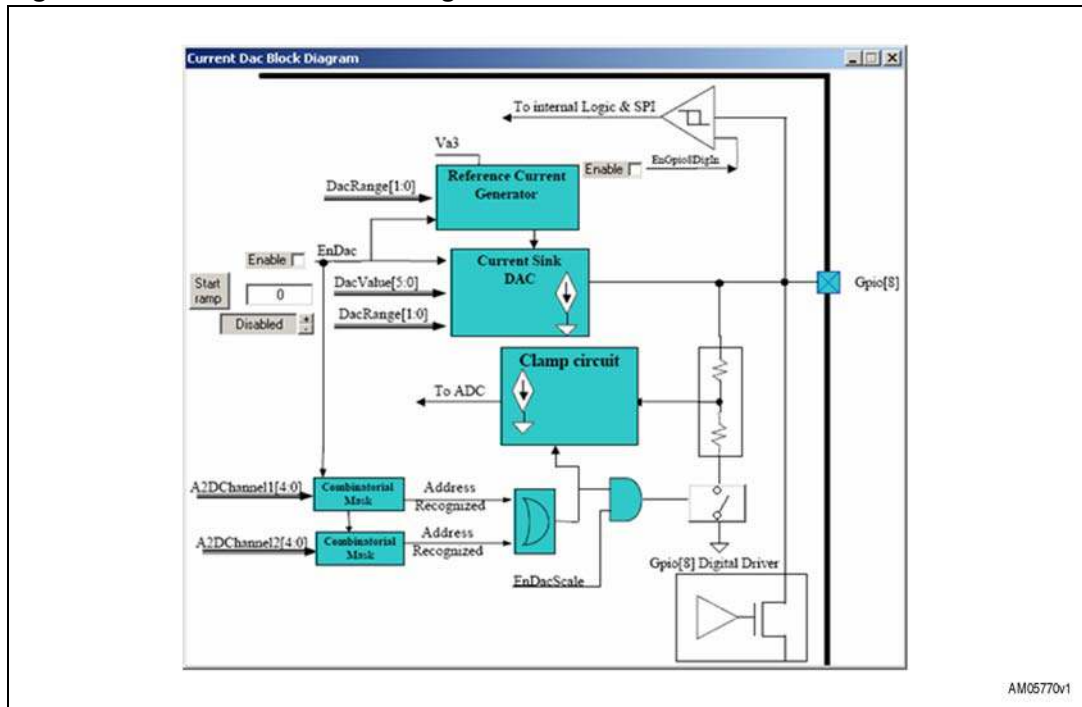 Current Dac Block Diagram
To internal Logic & SPI
Va3
Enable
EnGpio8DigIn
Reference Current
Generator
DacRange[1:0]
Enable
EnDac
Current Sink
DAC
Start
ramp
0
DacValue[5:0]
Gpio[8]
Disabled
+
-
DacRange[1:0]
Clamp circuit
To ADC
A2DChannel1[4:0]
Combinatorial
Mask
Address
Recognized
A2DChannel2[4:0]
Combinatorial
Mask
Address
Recognized
EnDacScale
Gpio[8] Digital Driver
AM05770v1